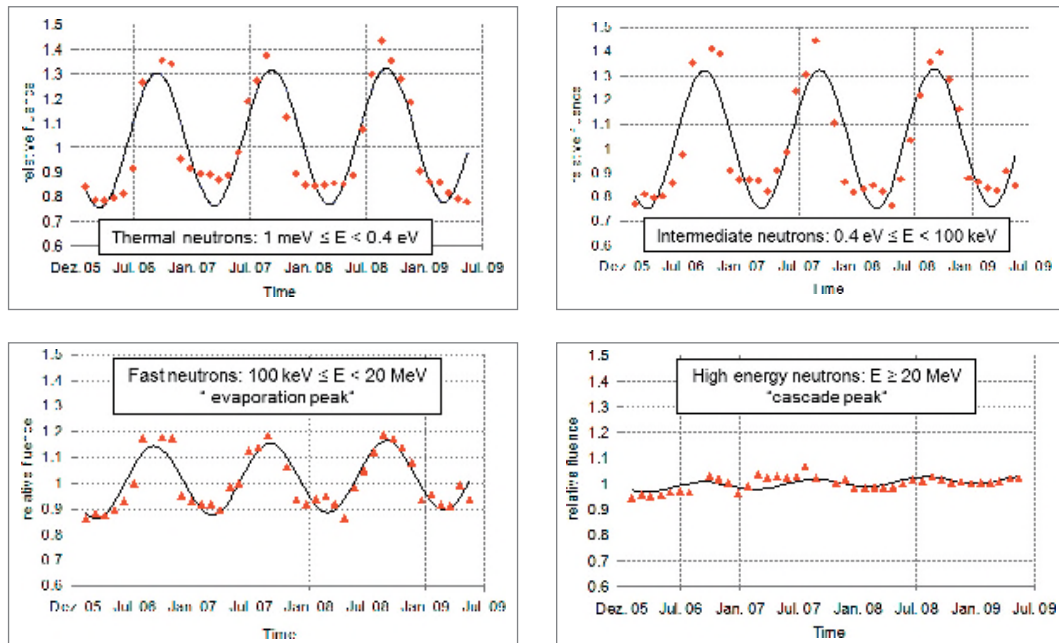 1.5
1.4
1.3
1.2
1.1
1
0.9
0.8
0.7
0.6
relative fluence
Thermal neutrons: 1 meV ≤ E < 0.4 eV
Dez. 05 Jul. 06 Jan. 07 Jul. 07 Jan. 08 Jul. 08 Jan. 09 Jul. 09
Time
1.5
1.4
1.3
1.2
1.1
1
0.9
0.8
0.7
0.6
relative fluence
Intermediate neutrons: 0.4 eV ≤ E < 100 keV
Dez. 05 Jul. 06 Jan. 07 Jul. 07 Jan. 08 Jul. 08 Jan. 09 Jul. 09
Time
1.5
1.4
1.3
1.2
1.1
1
0.9
0.8
0.7
0.6
relative fluence
Fast neutrons: 100 keV ≤ E < 20 MeV
" evaporation peak"
Dez. 05 Jul. 06 Jan. 07 Jul. 07 Jan. 08 Jul. 08 Jan. 09 Jul. 09
Time
1.5
1.4
1.3
1.2
1.1
1
0.9
0.8
0.7
0.6
relative fluence
High energy neutrons: E ≥ 20 MeV
"cascade peak"
Dez. 05 Jul. 06 Jan. 07 Jul. 07 Jan. 08 Jul. 08 Jan. 09 Jul. 09
Time